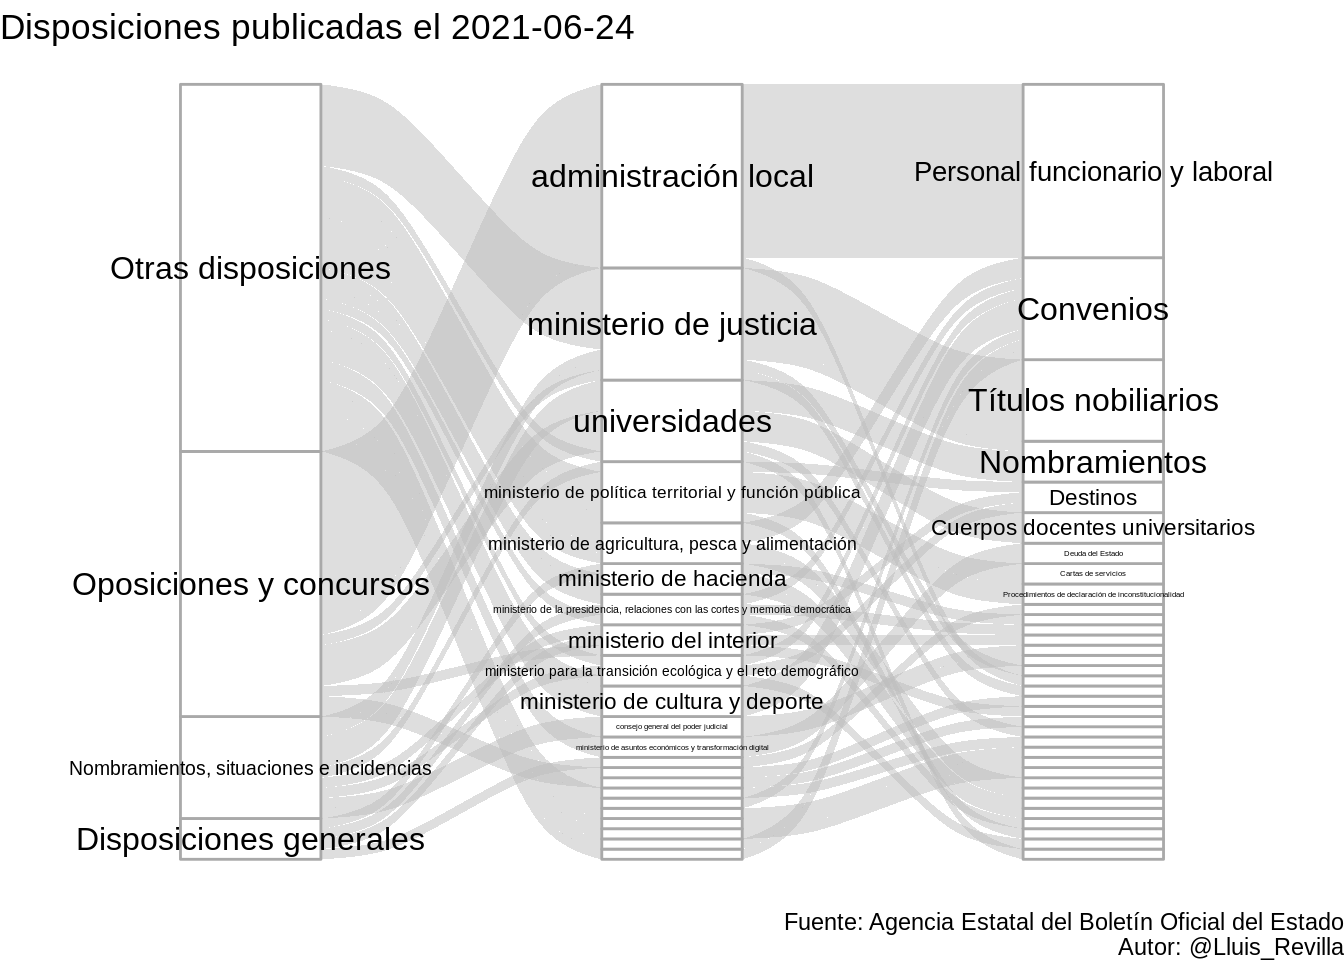 Disposiciones publicadas el 2021-06-24
Otras disposiciones
Oposiciones y concursos
Nombramientos, situaciones e incidencias
Disposiciones generales
administración local
ministerio de justicia
universidades
ministerio de política territorial y función pública
ministerio de agricultura, pesca y alimentación
ministerio de hacienda
ministerio de la presidencia, relaciones con las cortes y memoria democrática
ministerio del interior
ministerio para la transición ecológica y el reto demográfico
ministerio de cultura y deporte
consejo general del poder judicial
ministerio de asuntos económicos y transformación digital
Personal funcionario y laboral
Convenios
Títulos nobiliarios
Nombramientos
Destinos
Cuerpos docentes universitarios
Deuda del Estado
Cartas de servicios
Procedimientos de declaración de inconstitucionalidad
Fuente: Agencia Estatal del Boletín Oficial del Estado
Autor: @Lluis_Revilla